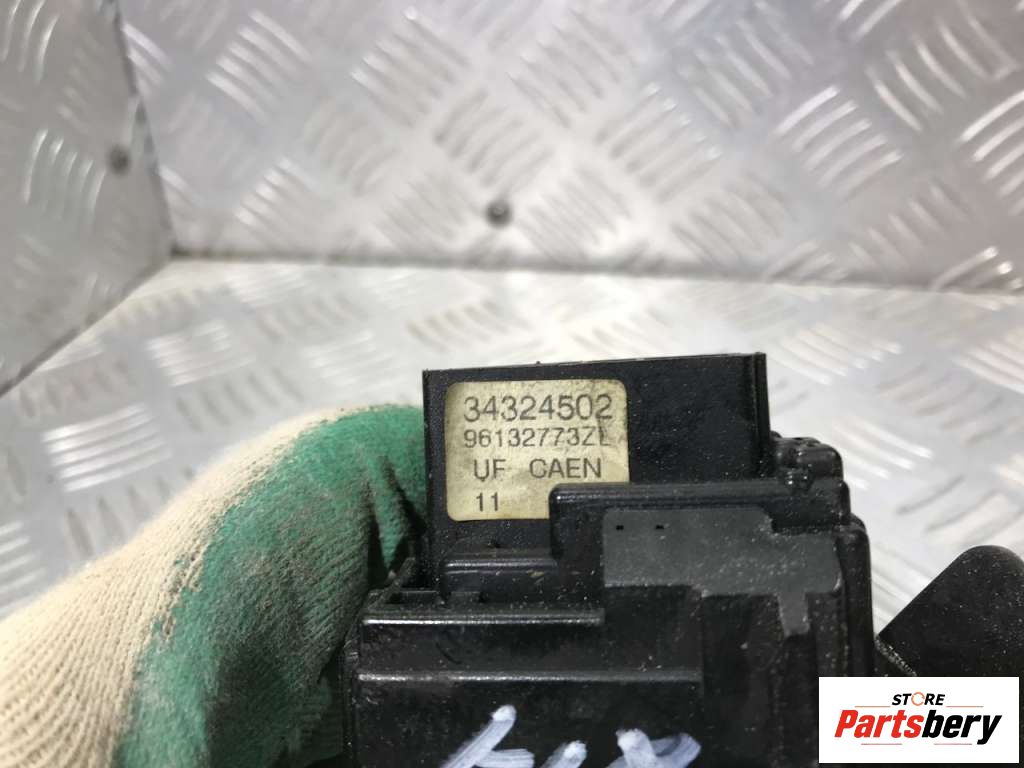 34324502
96132773ZL
UF CAEN
11
STORE
Partsbery